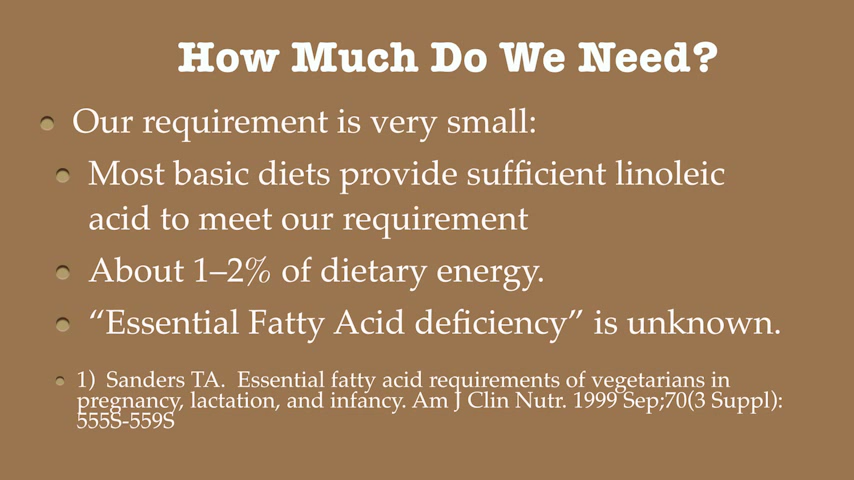 How Much Do We Need?
Our requirement is very small:
Most basic diets provide sufficient linoleic
acid to meet our requirement
About 1–2% of dietary energy.
“Essential Fatty Acid deficiency” is unknown.
1)  Sanders TA.  Essential fatty acid requirements of vegetarians in
pregnancy, lactation, and infancy. Am J Clin Nutr. 1999 Sep;70(3 Suppl):
555S-559S